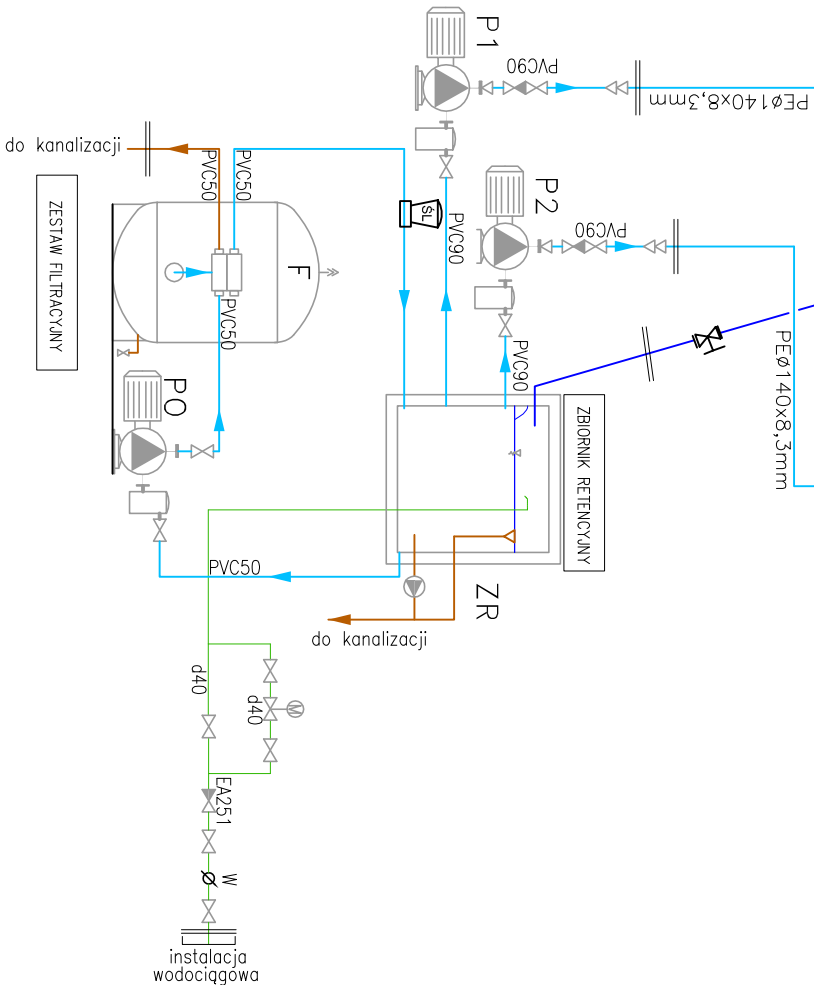 P1
PVC90
PEø140x8,3mm
do kanalizacji
PVC50
PVC50
ZESTAW FILTRACYJNY
F
PVC50
ŚL
PVC90
P2
PVC90
PVC90
PEø140x8,3mm
PO
ZBIORNIK RETENCYJNY
PVC50
ZR
do kanalizacji
d40
d40
M
EA251
W
instalacja
wodociągowa